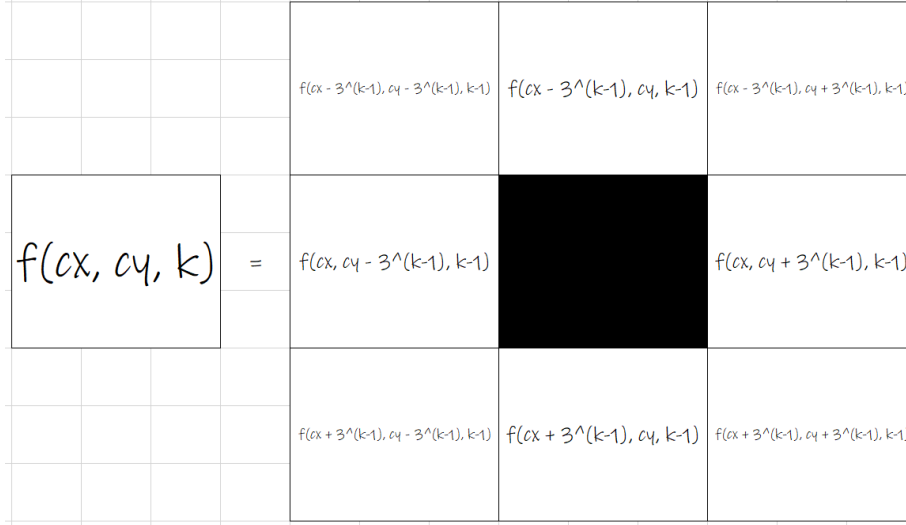 f(cx - 3^(k-1), cy - 3^(k-1), k-1)
f(cx - 3^(k-1), cy, k-1)
f(cx - 3^(k-1), cy + 3^(k-1), k-1)
f(cx, cy, k)
=
f(cx, cy - 3^(k-1), k-1)
f(cx, cy + 3^(k-1), k-1)
f(cx + 3^(k-1), cy - 3^(k-1), k-1)
f(cx + 3^(k-1), cy, k-1)
f(cx + 3^(k-1), cy + 3^(k-1), k-1